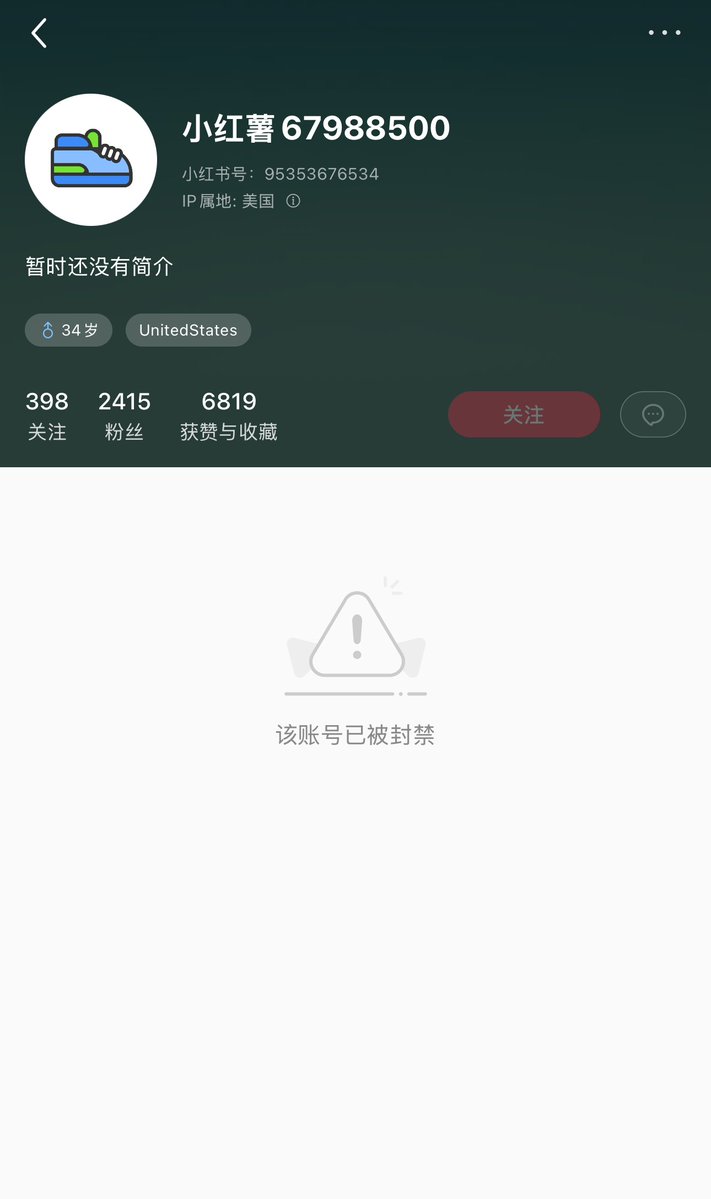 小红薯67988500
小红书号：95353676534
IP属地: 美国
暂时还没有简介
34岁 UnitedStates
398 2415 6819
关注 粉丝 获赞与收藏 关注
该账号已被封禁